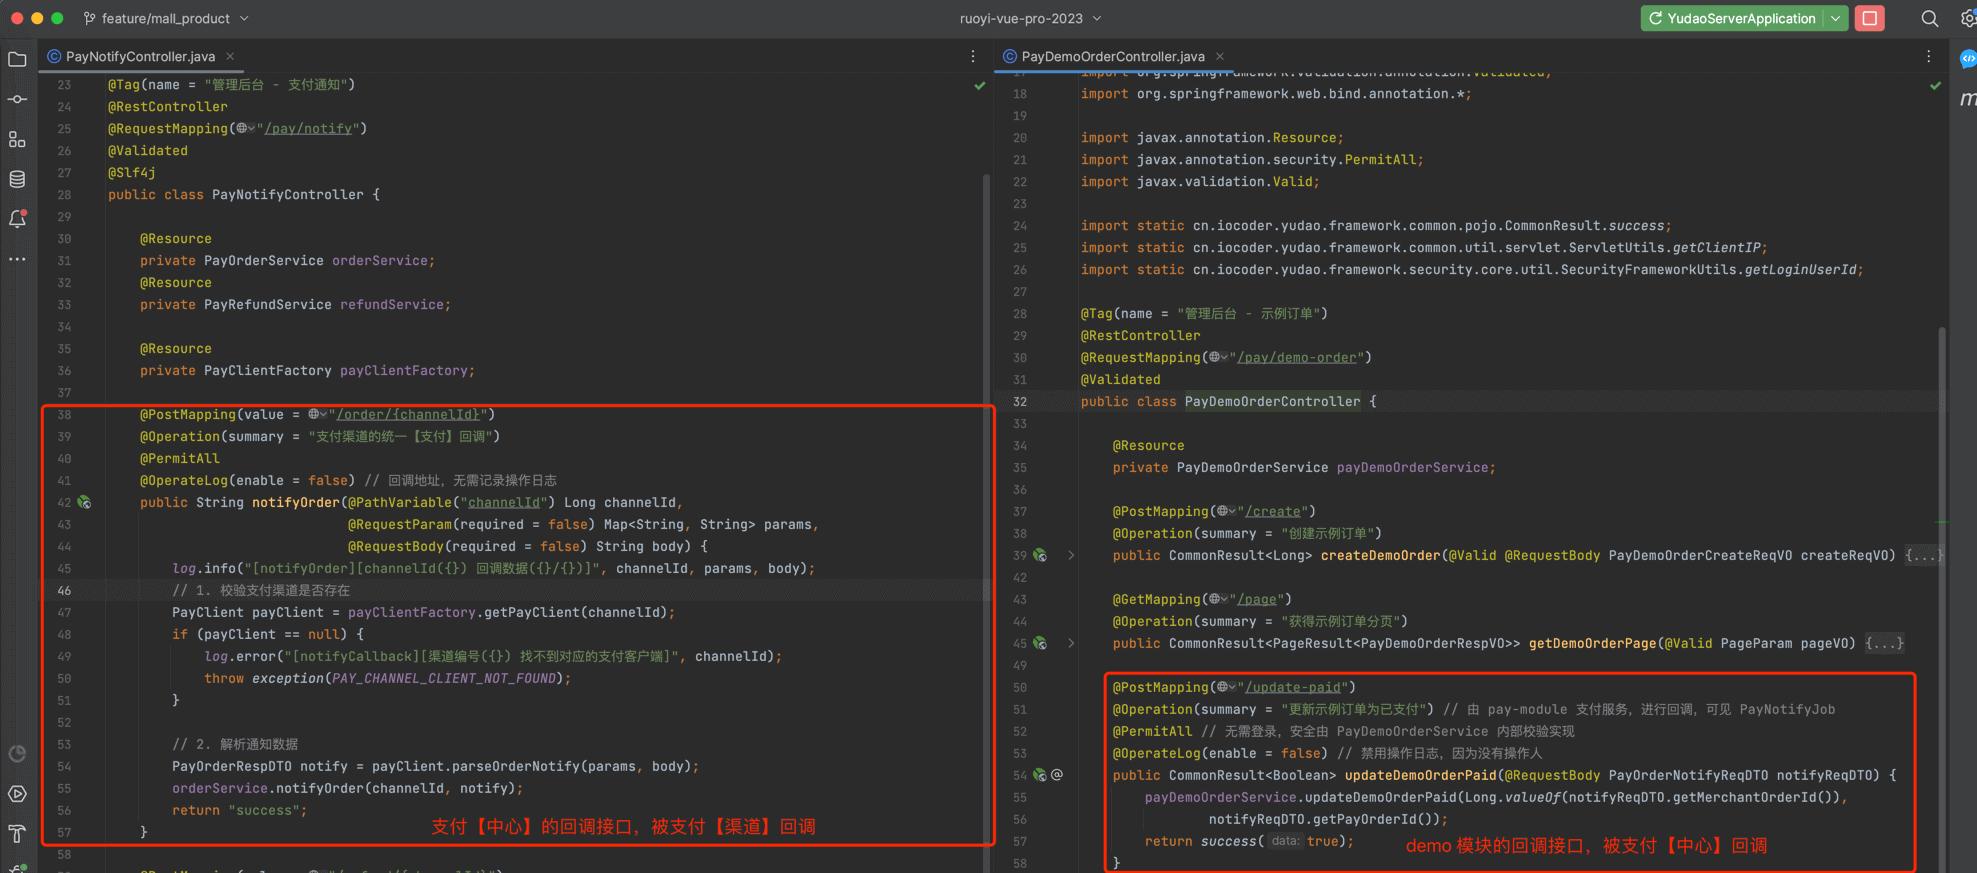 feature/mall_product
ruoyi-vue-pro-2023
YudaoServerApplication
PayNotifyController.java
23 @Tag(name = "管理后台 - 支付通知")
24 @RestController
25 @RequestMapping("/pay/notify")
26 @Validated
27 @Slf4j
28 public class PayNotifyController {
29
30 @Resource
31 private PayOrderService orderService;
32 @Resource
33 private PayRefundService refundService;
34
35 @Resource
36 private PayClientFactory payClientFactory;
37
38 @PostMapping(value = "/order/{channelId}")
39 @Operation(summary = "支付渠道的统一【支付】回调")
40 @PermitAll
41 @OperateLog(enable = false) // 回调地址，无需记录操作日志
42 public String notifyOrder(@PathVariable("channelId") Long channelId,
43 @RequestParam(required = false) Map<String, String> params,
44 @RequestBody(required = false) String body) {
45 log.info("[notifyOrder][channelId({}) 回调数据({}/{})]", channelId, params, body);
46 // 1. 校验支付渠道是否存在
47 PayClient payClient = payClientFactory.getPayClient(channelId);
48 if (payClient == null) {
49 log.error("[notifyCallback][渠道编号({}) 找不到对应的支付客户端]", channelId);
50 throw exception(PAY_CHANNEL_CLIENT_NOT_FOUND);
51 }
52
53 // 2. 解析通知数据
54 PayOrderRespDTO notify = payClient.parseOrderNotify(params, body);
55 orderService.notifyOrder(channelId, notify);
56 return "success";
57 }
支付【中心】的回调接口，被支付【渠道】回调
58
PayDemoOrderController.java
import org.springframework.validation.annotation.Validated;
18 import org.springframework.web.bind.annotation.*;
19
20 import javax.annotation.Resource;
21 import javax.annotation.security.PermitAll;
22 import javax.validation.Valid;
23
24 import static cn.iocoder.yudao.framework.common.pojo.CommonResult.success;
25 import static cn.iocoder.yudao.framework.common.util.servlet.ServletUtils.getClientIP;
26 import static cn.iocoder.yudao.framework.security.core.util.SecurityFrameworkUtils.getLoginUserId;
27
28 @Tag(name = "管理后台 - 示例订单")
29 @RestController
30 @RequestMapping("/pay/demo-order")
31 @Validated
32 public class PayDemoOrderController {
33
34 @Resource
35 private PayDemoOrderService payDemoOrderService;
36
37 @PostMapping("/create")
38 @Operation(summary = "创建示例订单")
39 public CommonResult<Long> createDemoOrder(@Valid @RequestBody PayDemoOrderCreateReqVO createReqVO) {...}
42
43 @GetMapping("/page")
44 @Operation(summary = "获得示例订单分页")
45 public CommonResult<PageResult<PayDemoOrderRespVO>> getDemoOrderPage(@Valid PageParam pageVO) {...}
49
50 @PostMapping("/update-paid")
51 @Operation(summary = "更新示例订单为已支付") // 由 pay-module 支付服务，进行回调，可见 PayNotifyJob
52 @PermitAll // 无需登录，安全由 PayDemoOrderService 内部校验实现
53 @OperateLog(enable = false) // 禁用操作日志，因为没有操作人
54 public CommonResult<Boolean> updateDemoOrderPaid(@RequestBody PayOrderNotifyReqDTO notifyReqDTO) {
55 payDemoOrderService.updateDemoOrderPaid(Long.valueOf(notifyReqDTO.getMerchantOrderId()),
56 notifyReqDTO.getPayOrderId());
57 return success( data: true);
58 }
demo 模块的回调接口，被支付【中心】回调